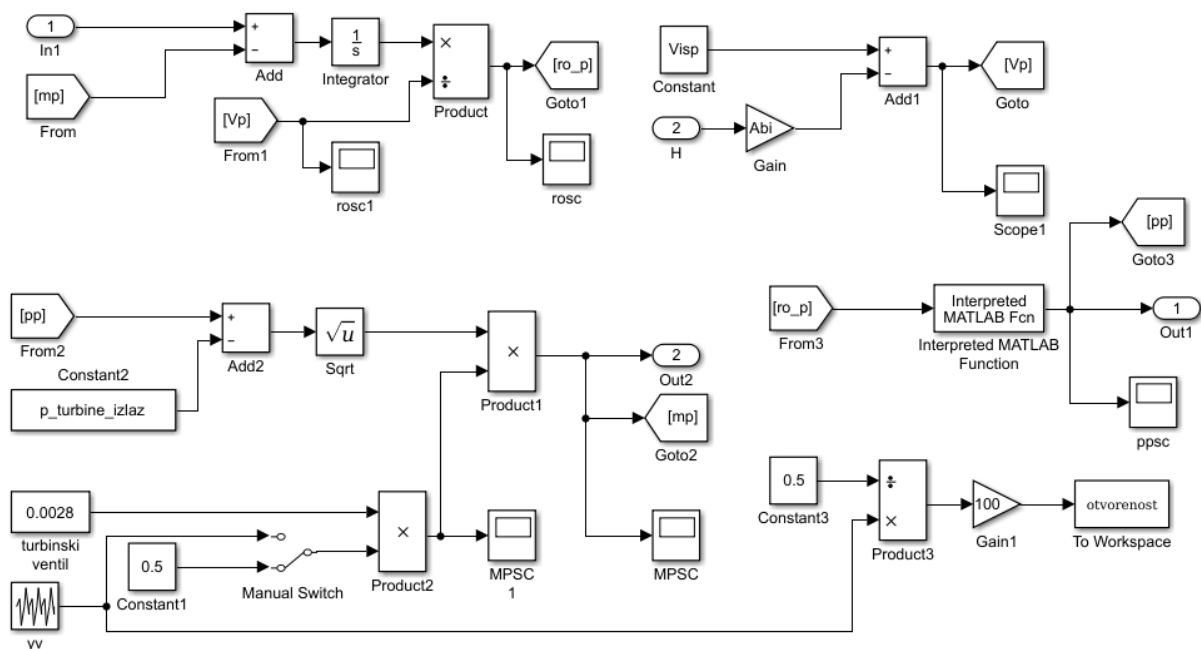 1
In1
+
−
Add
1
s
Integrator
×
÷
Product
[ro_p]
Goto1
[mp]
From
[Vp]
From1
rosc1
rosc
Visp
Constant
+
−
Add1
[Vp]
Goto
2
H
Abi
Gain
Scope1
[pp]
Goto3
[pp]
From2
+
−
Add2
√u
Sqrt
×
Product1
2
Out2
[mp]
Goto2
Constant2
p_turbine_izlaz
[ro_p]
From3
Interpreted
MATLAB Fcn
Interpreted MATLAB
Function
1
Out1
ppsc
0.0028
turbinski
ventil
0.5
Constant1
Manual Switch
×
Product2
MPSC
1
MPSC
vv
0.5
Constant3
÷
×
Product3
100
Gain1
otvorenost
To Workspace